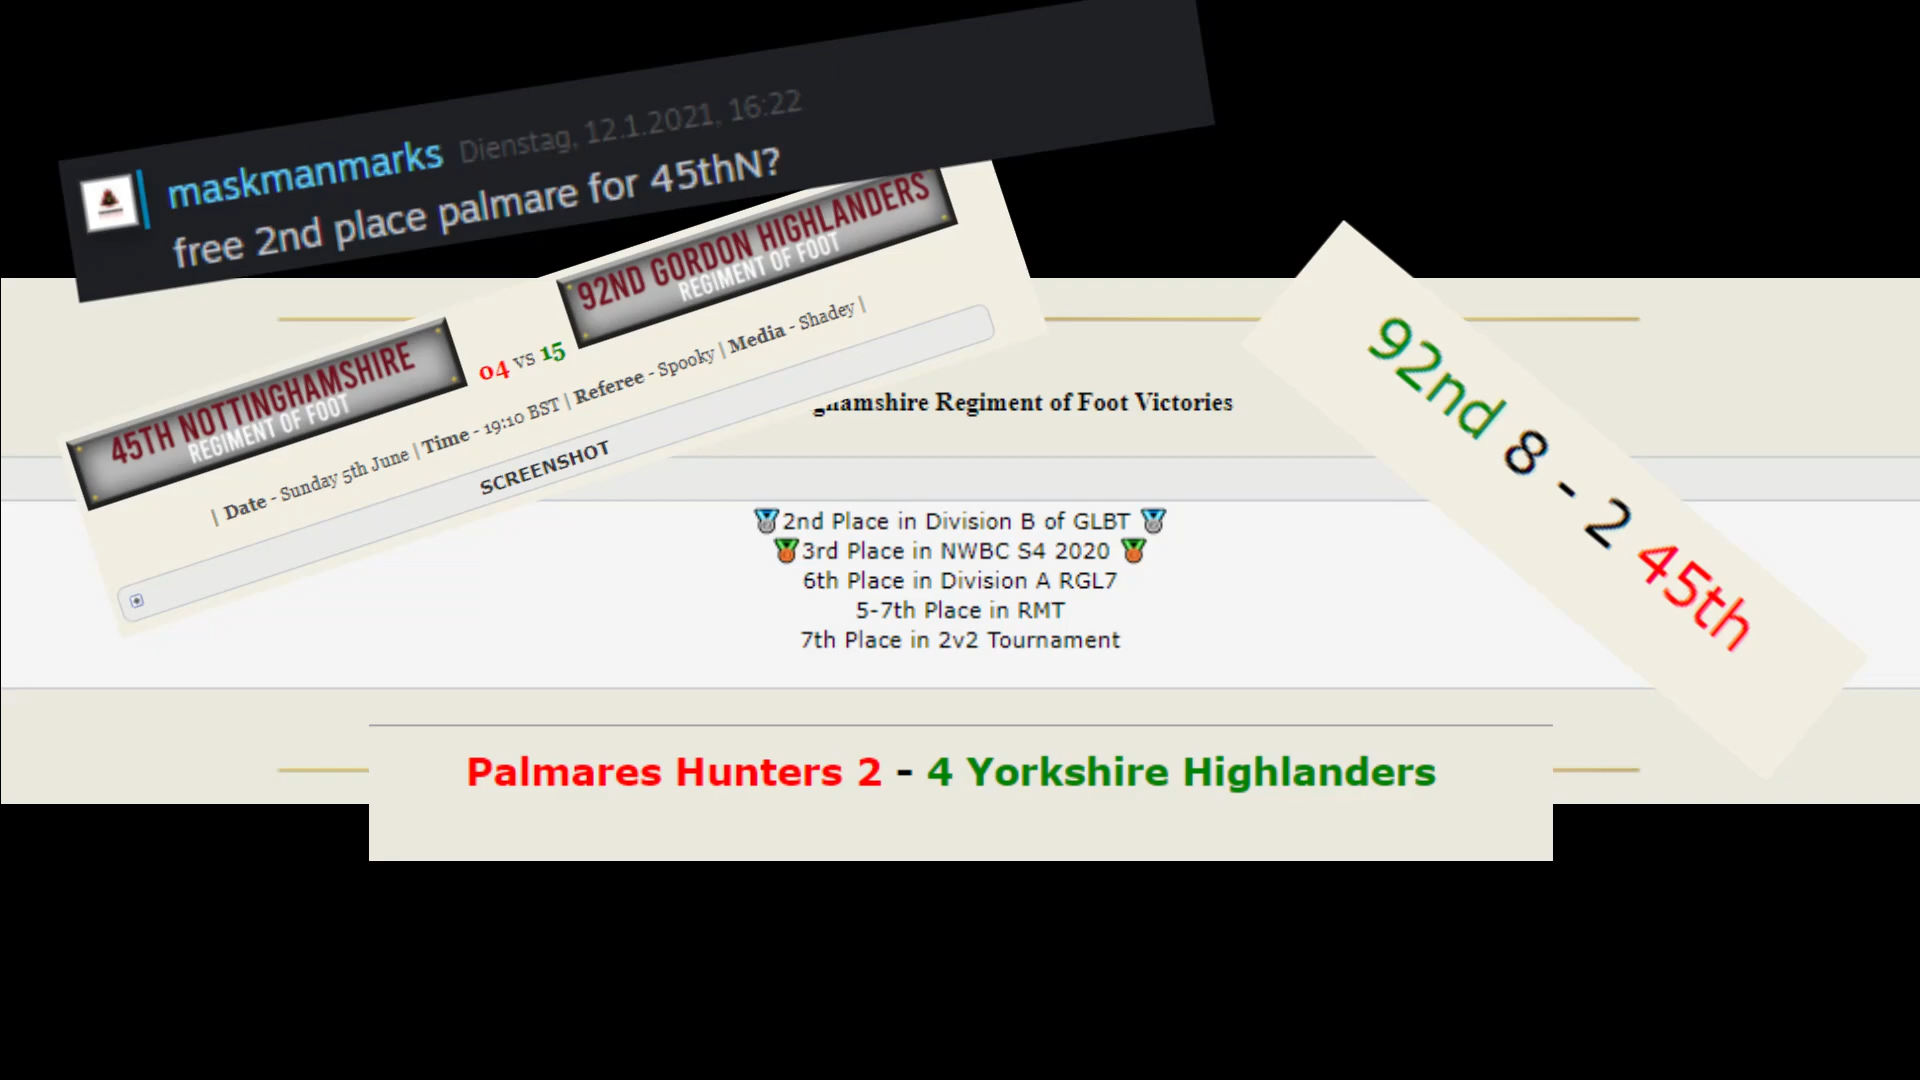 maskmanmarks Dienstag, 12.1.2021, 16:22
free 2nd place palmare for 45thN?
45TH NOTTINGHAMSHIRE
REGIMENT OF FOOT
04 vs 15
92ND GORDON HIGHLANDERS
REGIMENT OF FOOT
| Date - Sunday 5th June | Time - 19:10 BST | Referee - Spooky | Media - Shadey |
SCREENSHOT
ghamshire Regiment of Foot Victories
2nd Place in Division B of GLBT
3rd Place in NWBC S4 2020
6th Place in Division A RGL7
5-7th Place in RMT
7th Place in 2v2 Tournament
92nd 8 - 2 45th
Palmares Hunters 2 - 4 Yorkshire Highlanders